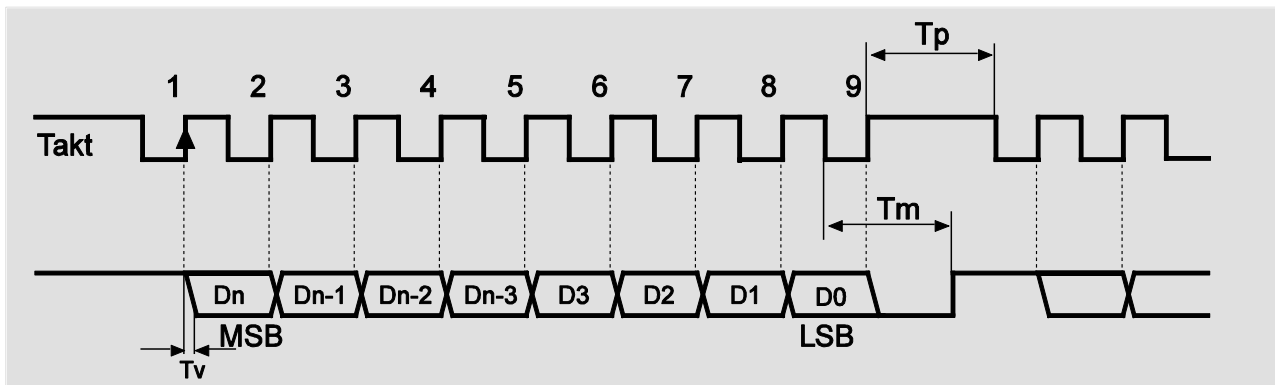 Tp
1 2 3 4 5 6 7 8 9
Takt
Tm
Dn Dn-1 Dn-2 Dn-3 D3 D2 D1 D0
MSB LSB
Tv